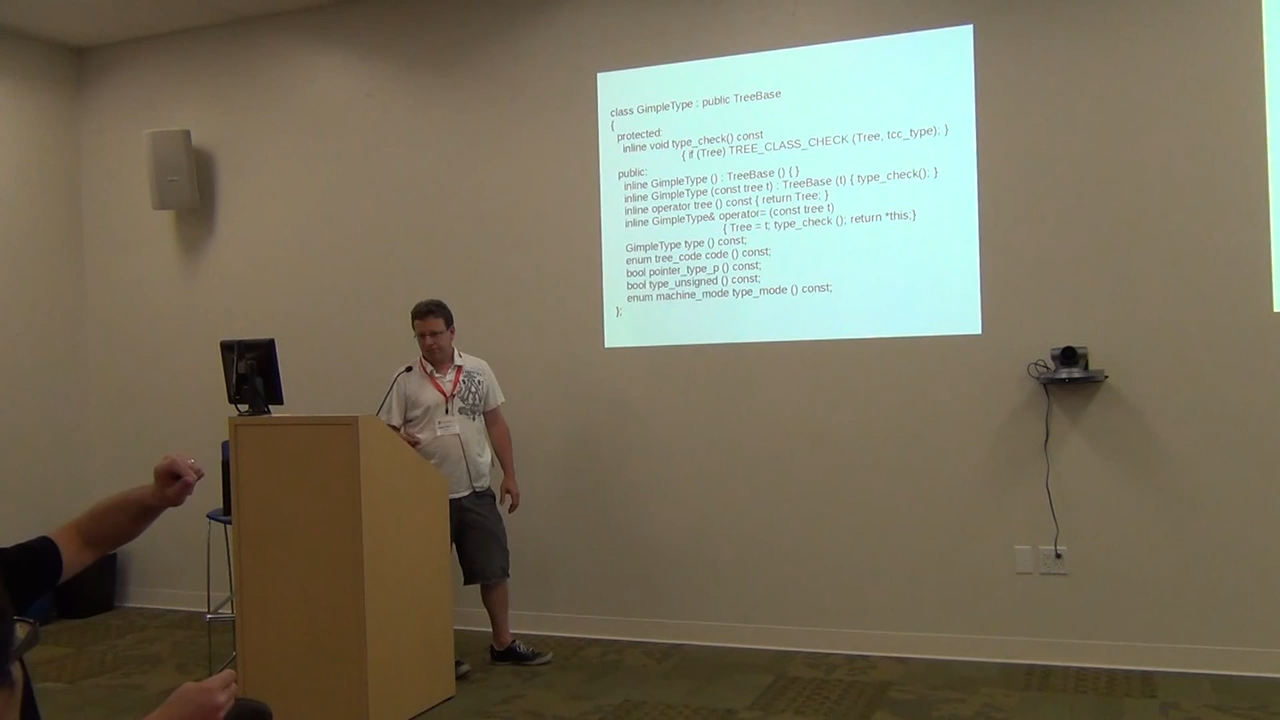 class GimpleType : public TreeBase
{
protected:
inline void type_check() const
{ if (Tree) TREE_CLASS_CHECK (Tree, tcc_type); }
public:
inline GimpleType () : TreeBase () { }
inline GimpleType (const tree t) : TreeBase (t) { type_check(); }
inline operator tree () const { return Tree; }
inline GimpleType& operator= (const tree t)
{ Tree = t; type_check (); return *this;}
GimpleType type () const;
enum tree_code code () const;
bool pointer_type_p () const;
bool type_unsigned () const;
enum machine_mode type_mode () const;
};